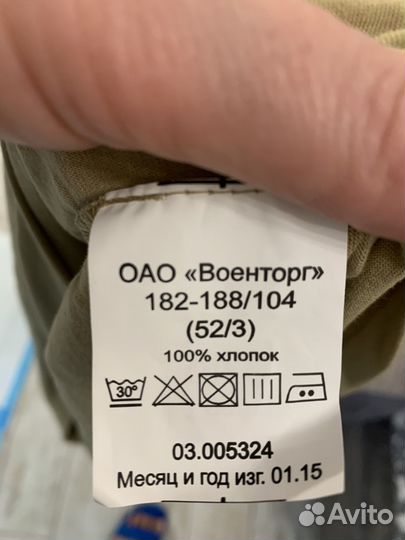 ОАО «Военторг»
182-188/104
(52/3)
100% хлопок
30°
03.005324
Месяц и год изг. 01.15
Avito